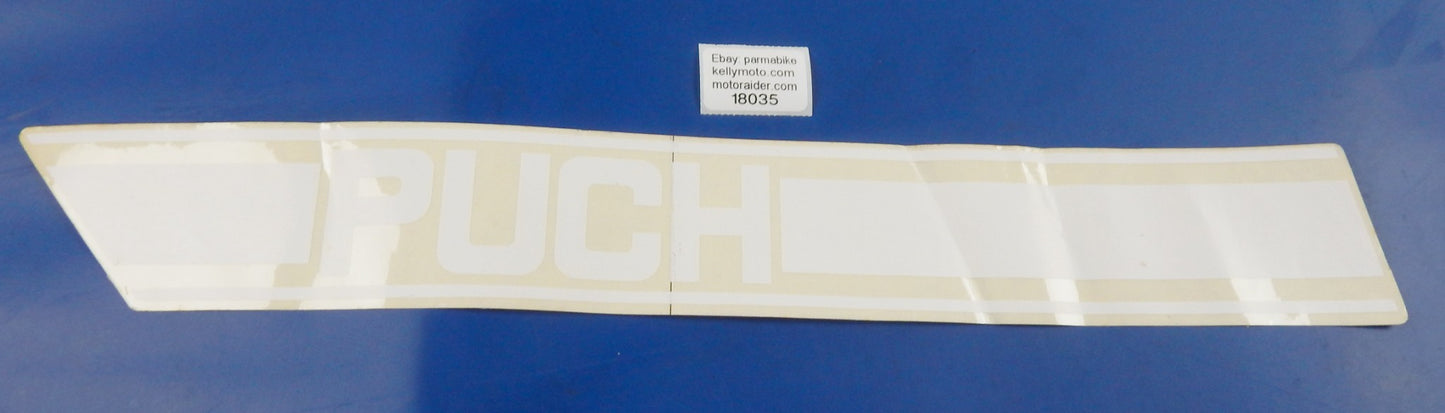 Ebay parmabike
kellymoto.com
motoraider.com
18035
PUCH